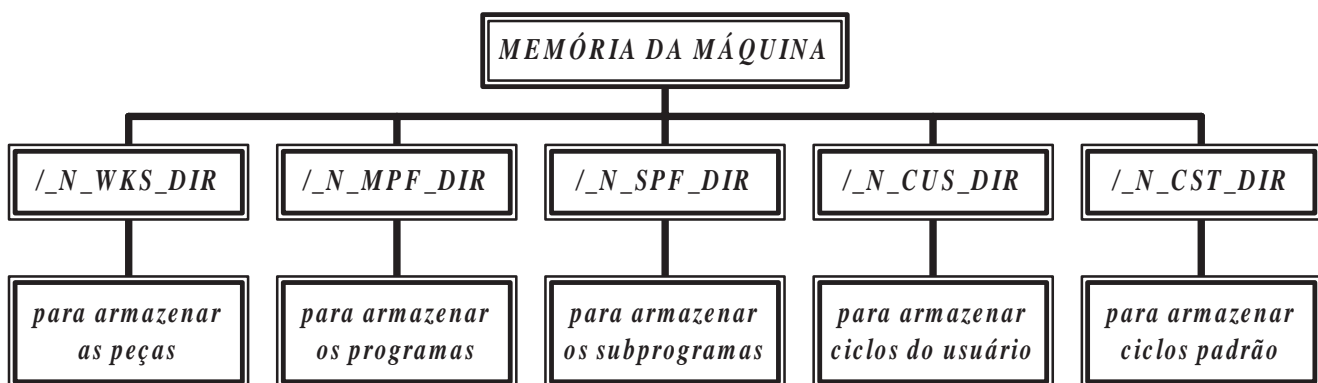 MEMÓRIA DA MÁQUINA
/_N_WKS_DIR
/_N_MPF_DIR
/_N_SPF_DIR
/_N_CUS_DIR
/_N_CST_DIR
para armazenar
as peças
para armazenar
os programas
para armazenar
os subprogramas
para armazenar
ciclos do usuário
para armazenar
ciclos padrão